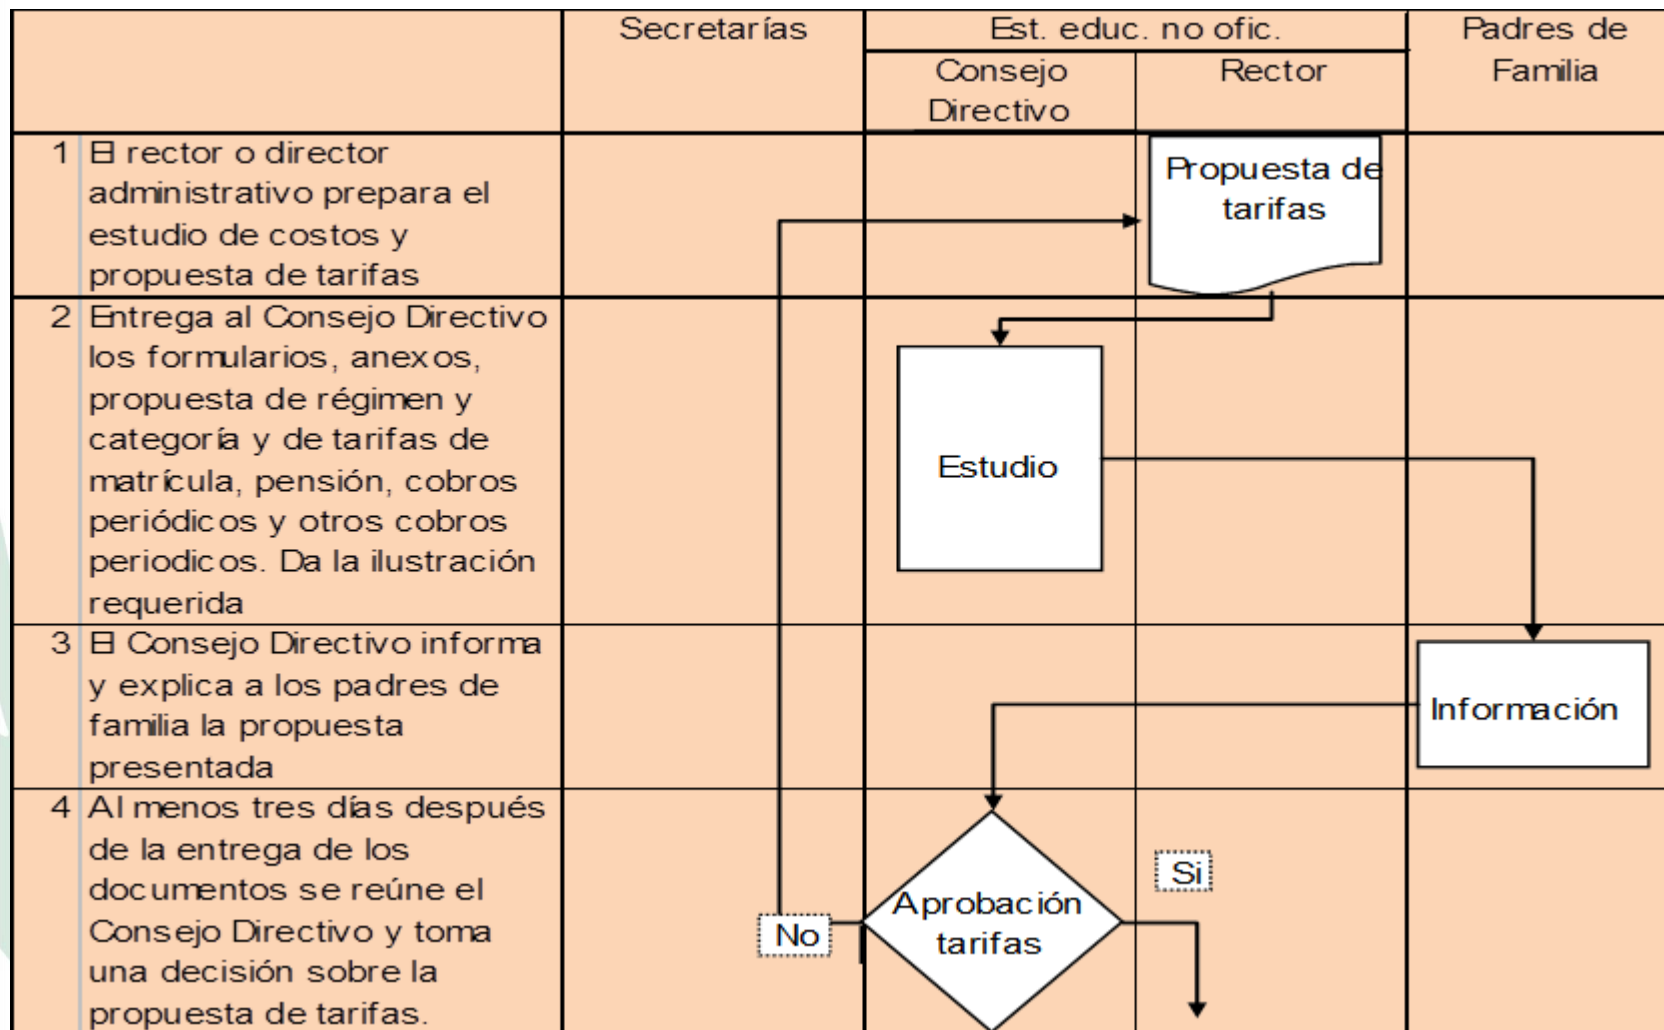 Secretarías
Est. educ. no ofic.
Padres de
Familia
Consejo
Directivo
Rector
1 El rector o director
administrativo prepara el
estudio de costos y
propuesta de tarifas
Propuesta de
tarifas
2 Entrega al Consejo Directivo
los formularios, anexos,
propuesta de régimen y
categoría y de tarifas de
matrícula, pensión, cobros
periódicos y otros cobros
periodicos. Da la ilustración
requerida
Estudio
3 El Consejo Directivo informa
y explica a los padres de
familia la propuesta
presentada
Información
4 Al menos tres días después
de la entrega de los
documentos se reúne el
Consejo Directivo y toma
una decisión sobre la
propuesta de tarifas.
Aprobación
tarifas
Si
No